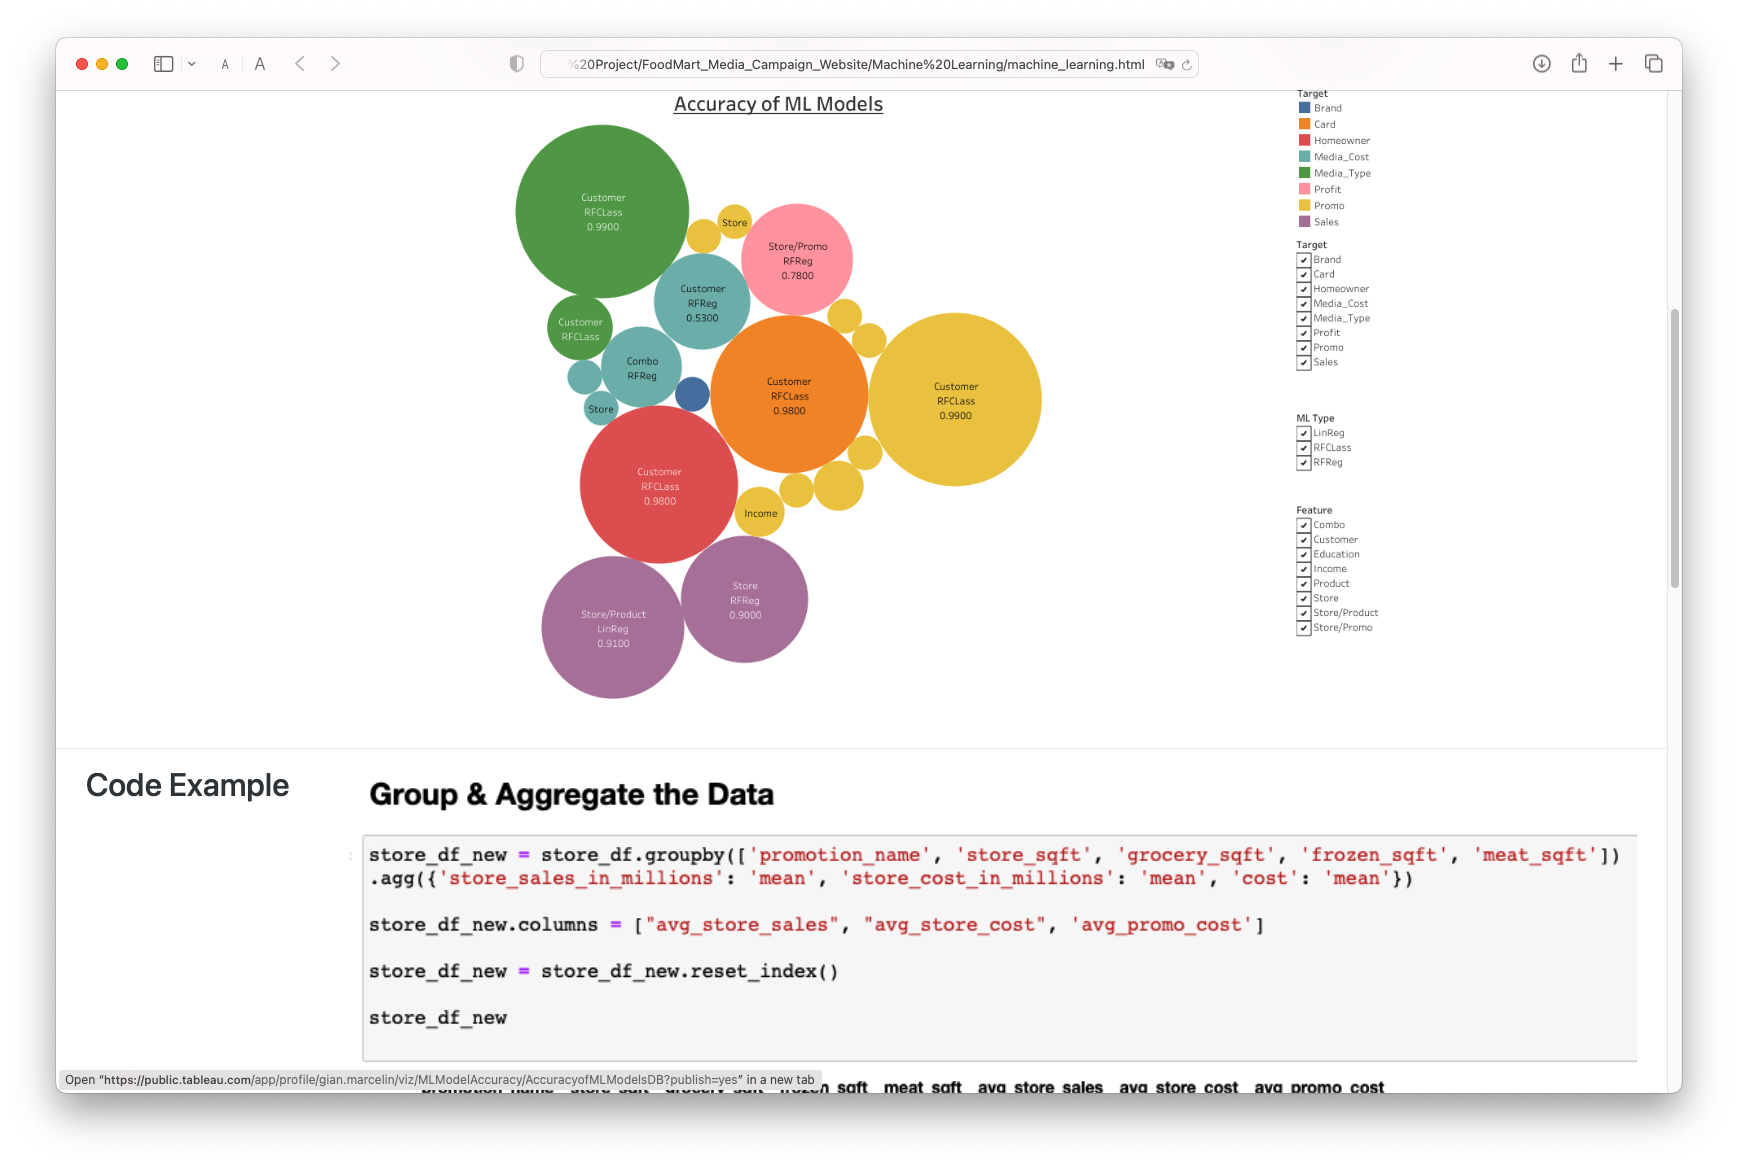 A A
%20Project/FoodMart_Media_Campaign_Website/Machine%20Learning/machine_learning.html
Accuracy of ML Models
Customer
RFCLass
0.9900
Store
Store/Promo
RFReg
0.7800
Customer
RFReg
0.5300
Customer
RFCLass
Combo
RFReg
Store
Customer
RFCLass
0.9800
Customer
RFCLass
0.9900
Customer
RFCLass
0.9800
Income
Store
RFReg
0.9000
Store/Product
LinReg
0.9100
Target
Brand
Card
Homeowner
Media_Cost
Media_Type
Profit
Promo
Sales
Target
Brand
Card
Homeowner
Media_Cost
Media_Type
Profit
Promo
Sales
ML Type
LinReg
RFCLass
RFReg
Feature
Combo
Customer
Education
Income
Product
Store
Store/Product
Store/Promo
Code Example
Group & Aggregate the Data
store_df_new = store_df.groupby(['promotion_name', 'store_sqft', 'grocery_sqft', 'frozen_sqft', 'meat_sqft'])
.agg({'store_sales_in_millions': 'mean', 'store_cost_in_millions': 'mean', 'cost': 'mean'})
store_df_new.columns = ["avg_store_sales", "avg_store_cost", 'avg_promo_cost']
store_df_new = store_df_new.reset_index()
store_df_new
Open "https://public.tableau.com/app/profile/gian.marcelin/viz/MLModelAccuracy/AccuracyofMLModelsDB?publish=yes" in a new tab
meat_sqft avg_store_sales avg_store_cost avg_promo_cost